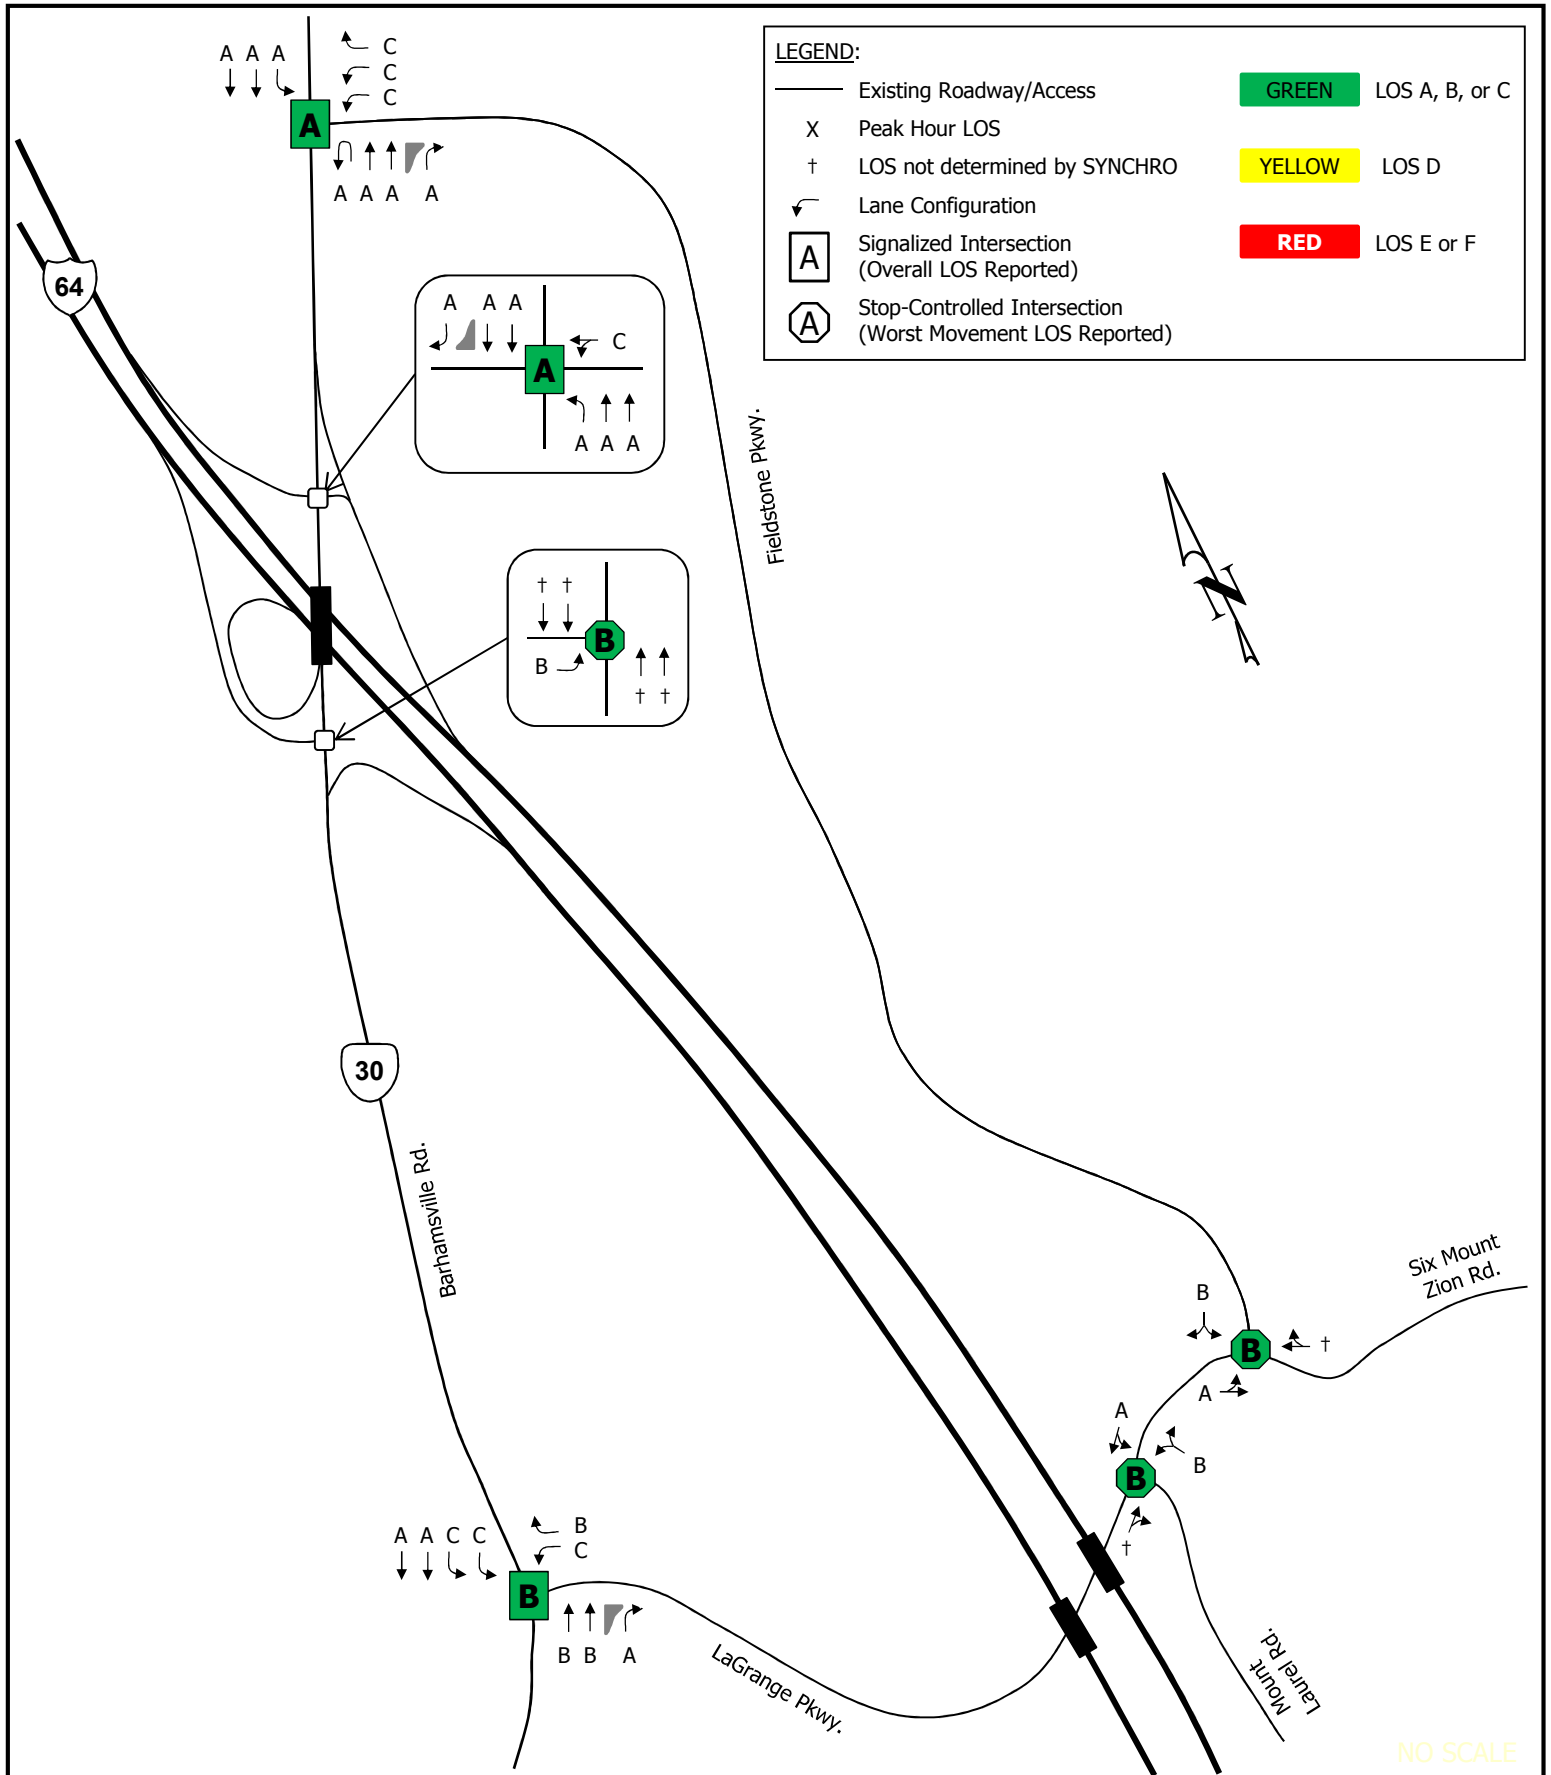 A A A
C
C
C
A
A A A A
64
A A A
C
A
A A A
† †
B
B
† †
Fieldstone Pkwy.
LEGEND:
Existing Roadway/Access
X Peak Hour LOS
† LOS not determined by SYNCHRO
Lane Configuration
A Signalized Intersection
(Overall LOS Reported)
A Stop-Controlled Intersection
(Worst Movement LOS Reported)
GREEN LOS A, B, or C
YELLOW LOS D
RED LOS E or F
N
30
Barhamsville Rd.
Six Mount
Zion Rd.
B
B
†
A
A
B
B
†
A A C C
B
C
B
B B A
LaGrange Pkwy.
Mount
Laurel Rd.
NO SCALE